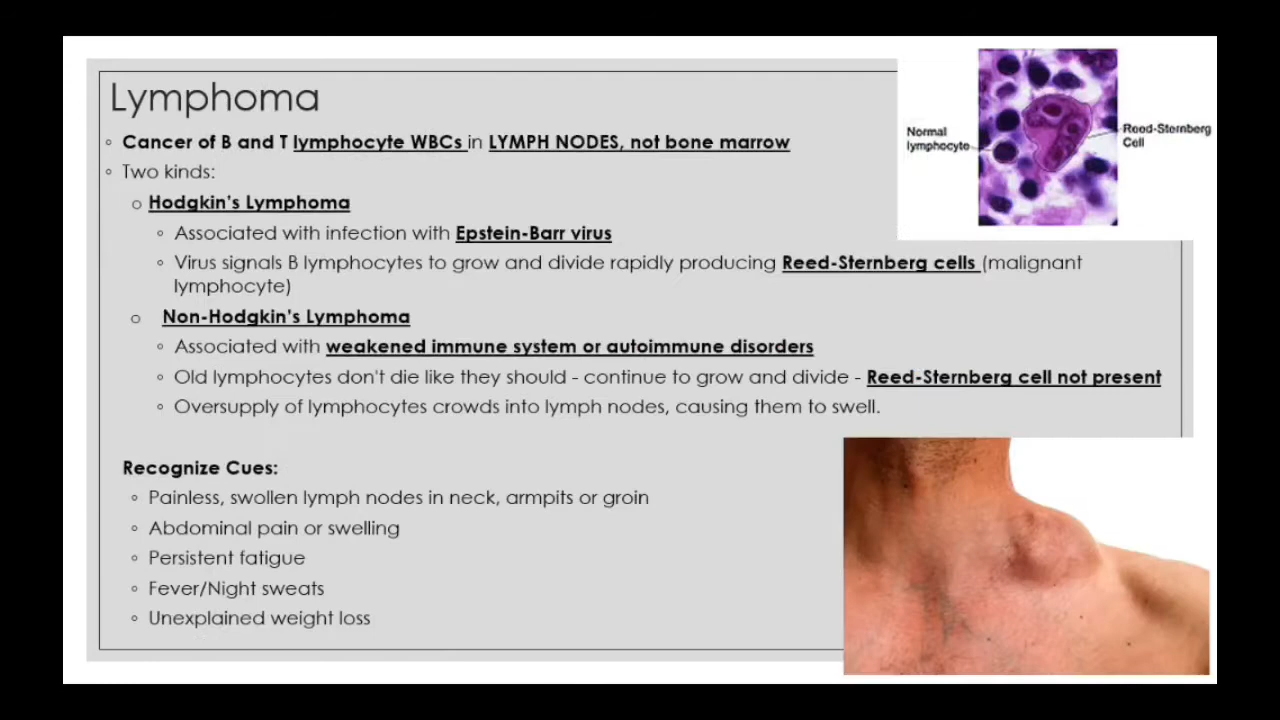 Lymphoma
Cancer of B and T lymphocyte WBCs in LYMPH NODES, not bone marrow
Two kinds:
Hodgkin's Lymphoma
Associated with infection with Epstein-Barr virus
Virus signals B lymphocytes to grow and divide rapidly producing Reed-Sternberg cells (malignant
lymphocyte)
Non-Hodgkin's Lymphoma
Associated with weakened immune system or autoimmune disorders
Old lymphocytes don't die like they should - continue to grow and divide - Reed-Sternberg cell not present
Oversupply of lymphocytes crowds into lymph nodes, causing them to swell.
Recognize Cues:
Painless, swollen lymph nodes in neck, armpits or groin
Abdominal pain or swelling
Persistent fatigue
Fever/Night sweats
Unexplained weight loss
Normal
lymphocyte
Reed-Sternberg
Cell